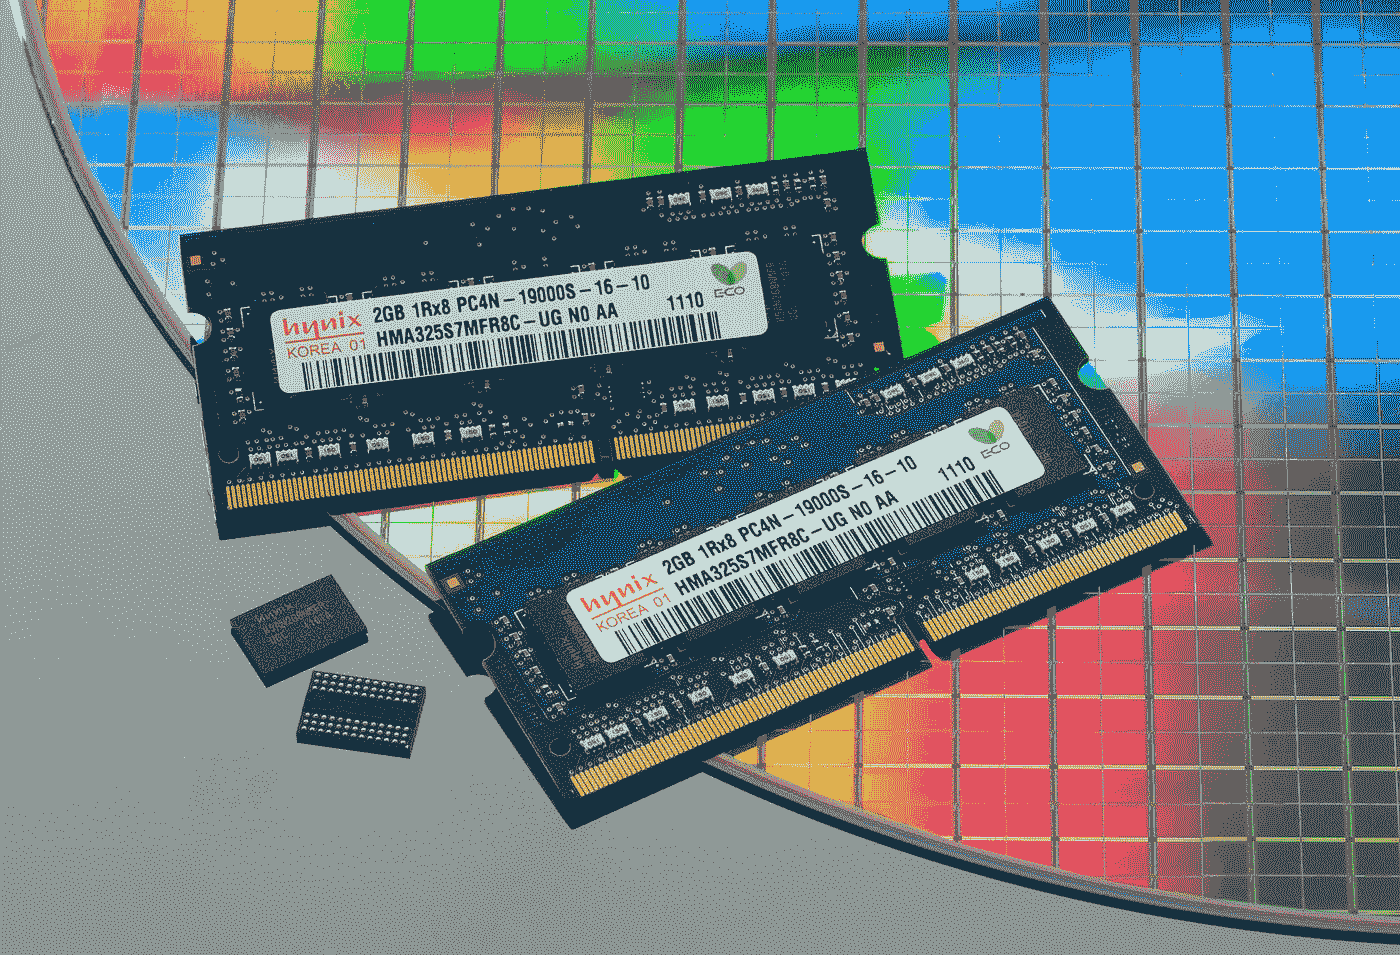 hynix
KOREA 01
2GB 1Rx8 PC4N-19000S-16-10
HMA325S7MFR8C-UG N0 AA
1110
ECO
hynix
KOREA 01
2GB 1Rx8 PC4N-19000S-16-10
HMA325S7MFR8C-UG N0 AA
1110
ECO